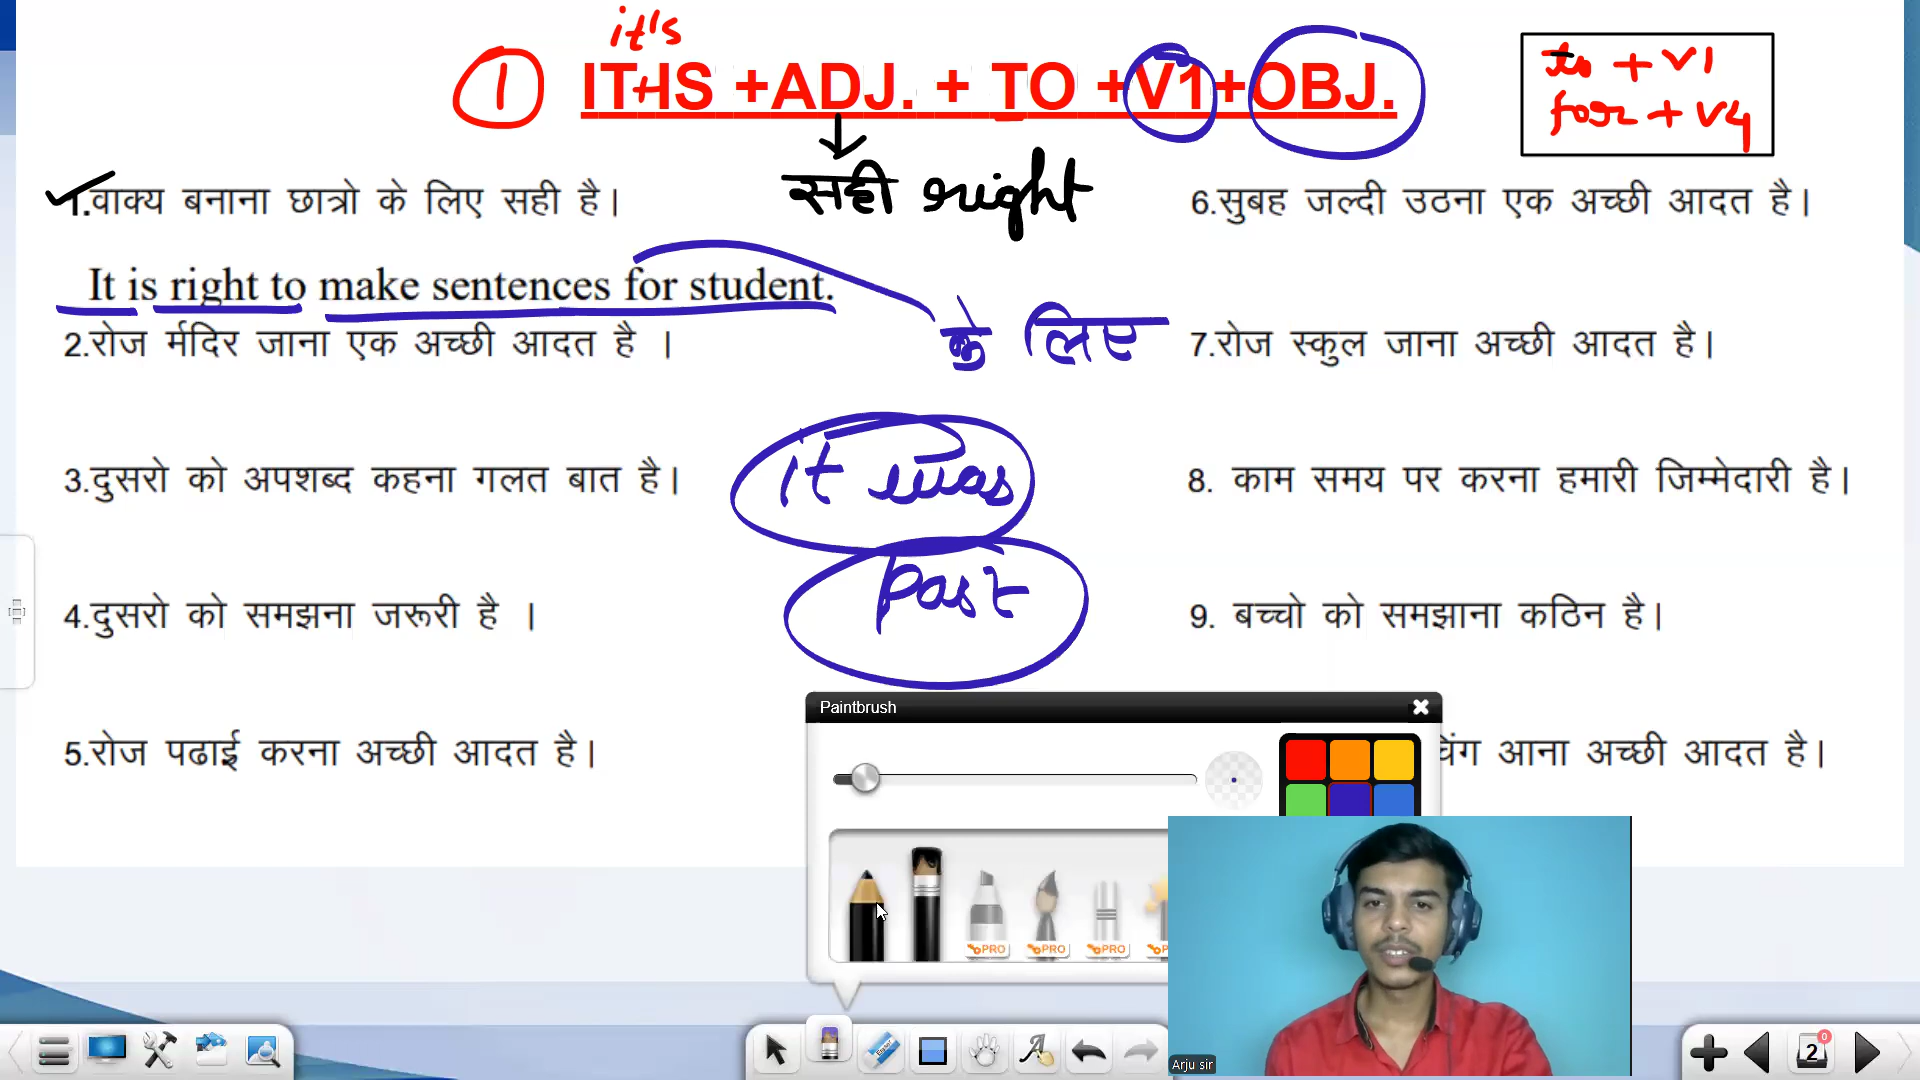 it's
① IT+IS +ADJ. + TO +V1+OBJ.
to + V1
for + V4
सही right
1.वाक्य बनाना छात्रो के लिए सही है।
It is right to make sentences for student.
के लिए
2.रोज र्मदिर जाना एक अच्छी आदत है ।
it was
3.दुसरो को अपशब्द कहना गलत बात है।
Past
4.दुसरो को समझना जरूरी है ।
5.रोज पढाई करना अच्छी आदत है।
6.सुबह जल्दी उठना एक अच्छी आदत है।
7.रोज स्कुल जाना अच्छी आदत है।
8. काम समय पर करना हमारी जिम्मेदारी है।
9. बच्चो को समझाना कठिन है।
आना अच्छी आदत है।
Paintbrush
PRO PRO PRO
Eraser
Arju sir
2
0